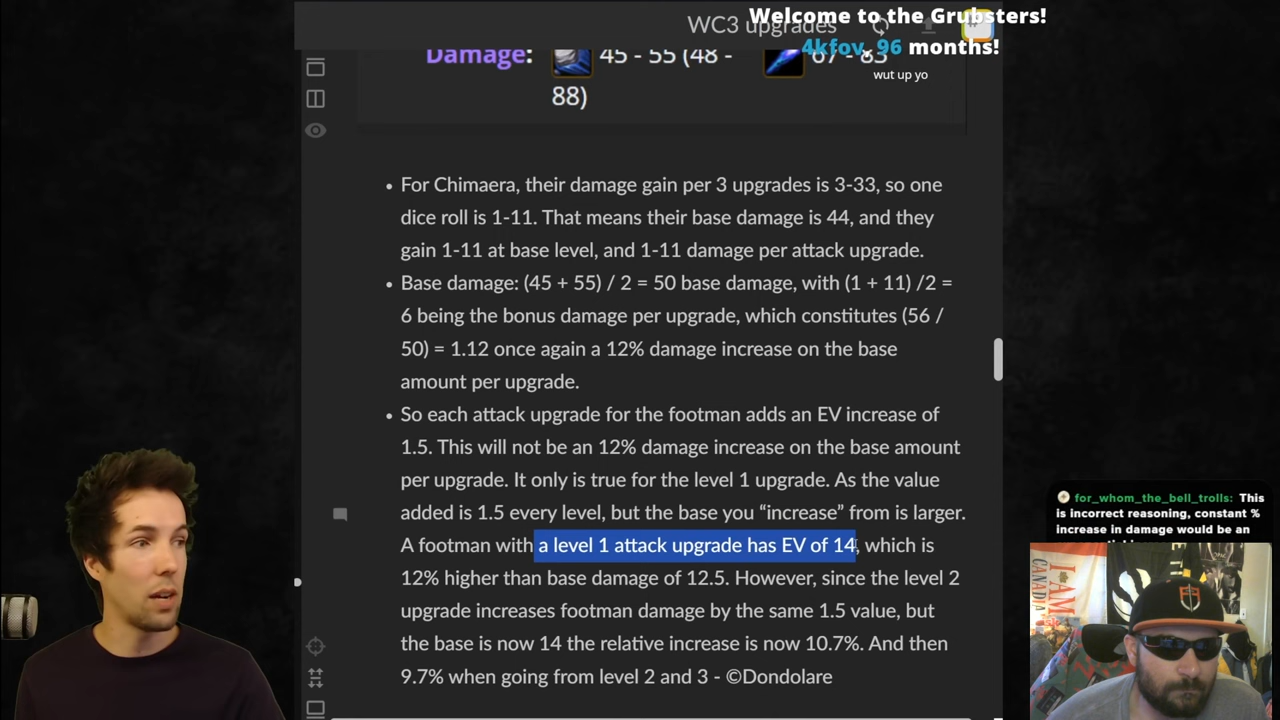 WC3 upgrades
Welcome to the Grubsters!
4kfov, 96 months!
wut up yo
Damage: 45 - 55 (48 - 67 - 83
88)
• For Chimaera, their damage gain per 3 upgrades is 3-33, so one
dice roll is 1-11. That means their base damage is 44, and they
gain 1-11 at base level, and 1-11 damage per attack upgrade.
• Base damage: (45 + 55) / 2 = 50 base damage, with (1 + 11) /2 =
6 being the bonus damage per upgrade, which constitutes (56 /
50) = 1.12 once again a 12% damage increase on the base
amount per upgrade.
• So each attack upgrade for the footman adds an EV increase of
1.5. This will not be an 12% damage increase on the base amount
per upgrade. It only is true for the level 1 upgrade. As the value
added is 1.5 every level, but the base you “increase” from is larger.
A footman with a level 1 attack upgrade has EV of 14, which is
12% higher than base damage of 12.5. However, since the level 2
upgrade increases footman damage by the same 1.5 value, but
the base is now 14 the relative increase is now 10.7%. And then
9.7% when going from level 2 and 3 - ©Dondolare
for_whom_the_bell_trolls: This
is incorrect reasoning, constant %
increase in damage would be an
I AM
CANADIAN